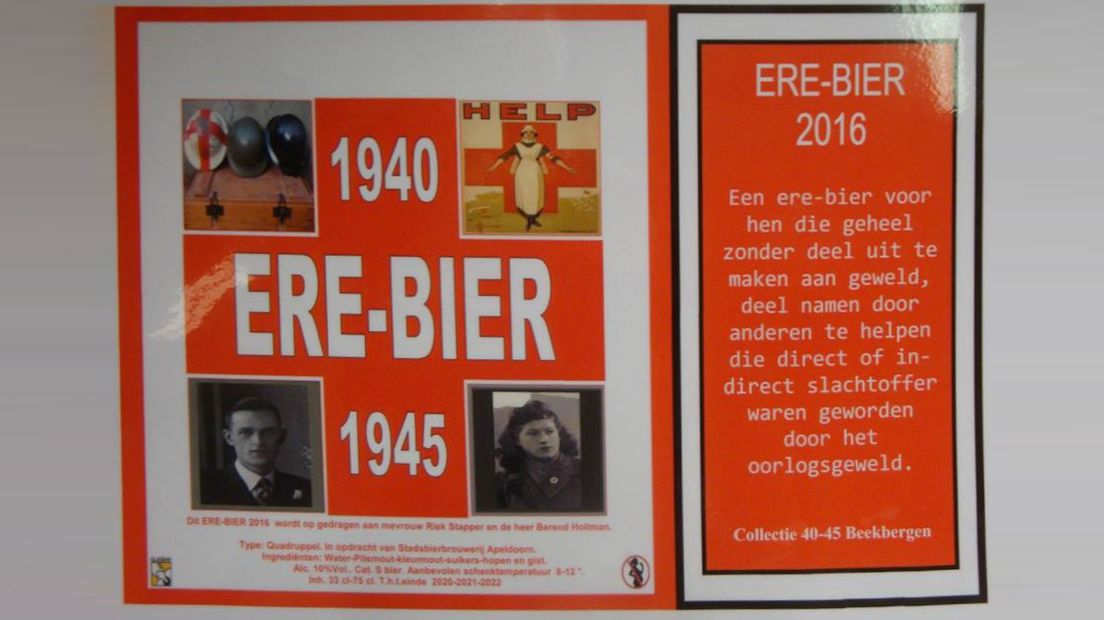 HELP
1940
ERE-BIER
1945
Dit ERE-BIER 2016 wordt op gedragen aan mevrouw Riek Stapper en de heer Berend Holtman.
Type: Quadruppel. In opdracht van Stadsbierbrouwerij Apeldoorn.
Ingrediënten: Water-Pilsmout-kleurmout-suikers-hopen en gist.
Alc. 10%Vol.. Cat. S bier. Aanbevolen schenktemperatuur 8-12 °.
Inh. 33 cl-75 cl. T.h.t.einde 2020-2021-2022
ERE-BIER
2016
Een ere-bier voor
hen die geheel
zonder deel uit te
maken aan geweld,
deel namen door
anderen te helpen
die direct of in-
direct slachtoffer
waren geworden
door het
oorlogsgeweld.
Collectie 40-45 Beekbergen